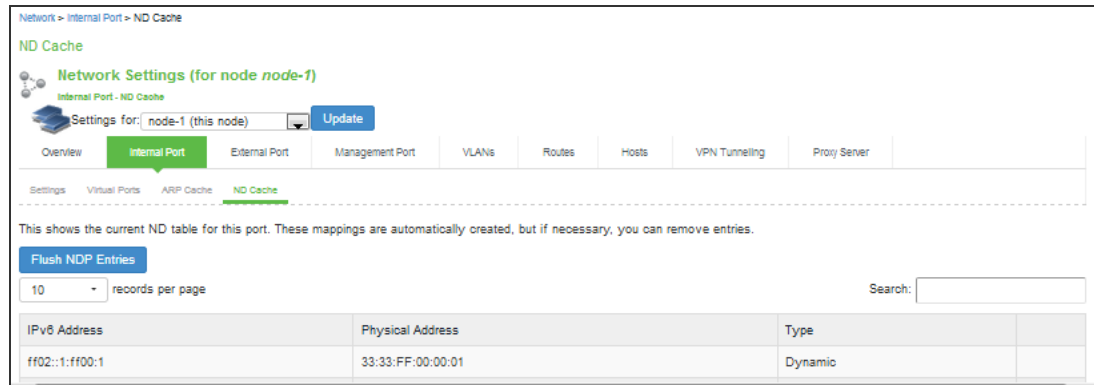 Network > Internal Port > ND Cache
ND Cache
Network Settings (for node node-1)
Internal Port - ND Cache
Settings for: node-1 (this node) Update
Overview Internal Port External Port Management Port VLANs Routes Hosts VPN Tunneling Proxy Server
Settings Virtual Ports ARP Cache ND Cache
This shows the current ND table for this port. These mappings are automatically created, but if necessary, you can remove entries.
Flush NDP Entries
10 records per page Search:
IPv6 Address Physical Address Type
ff02::1:ff00:1 33:33:FF:00:00:01 Dynamic